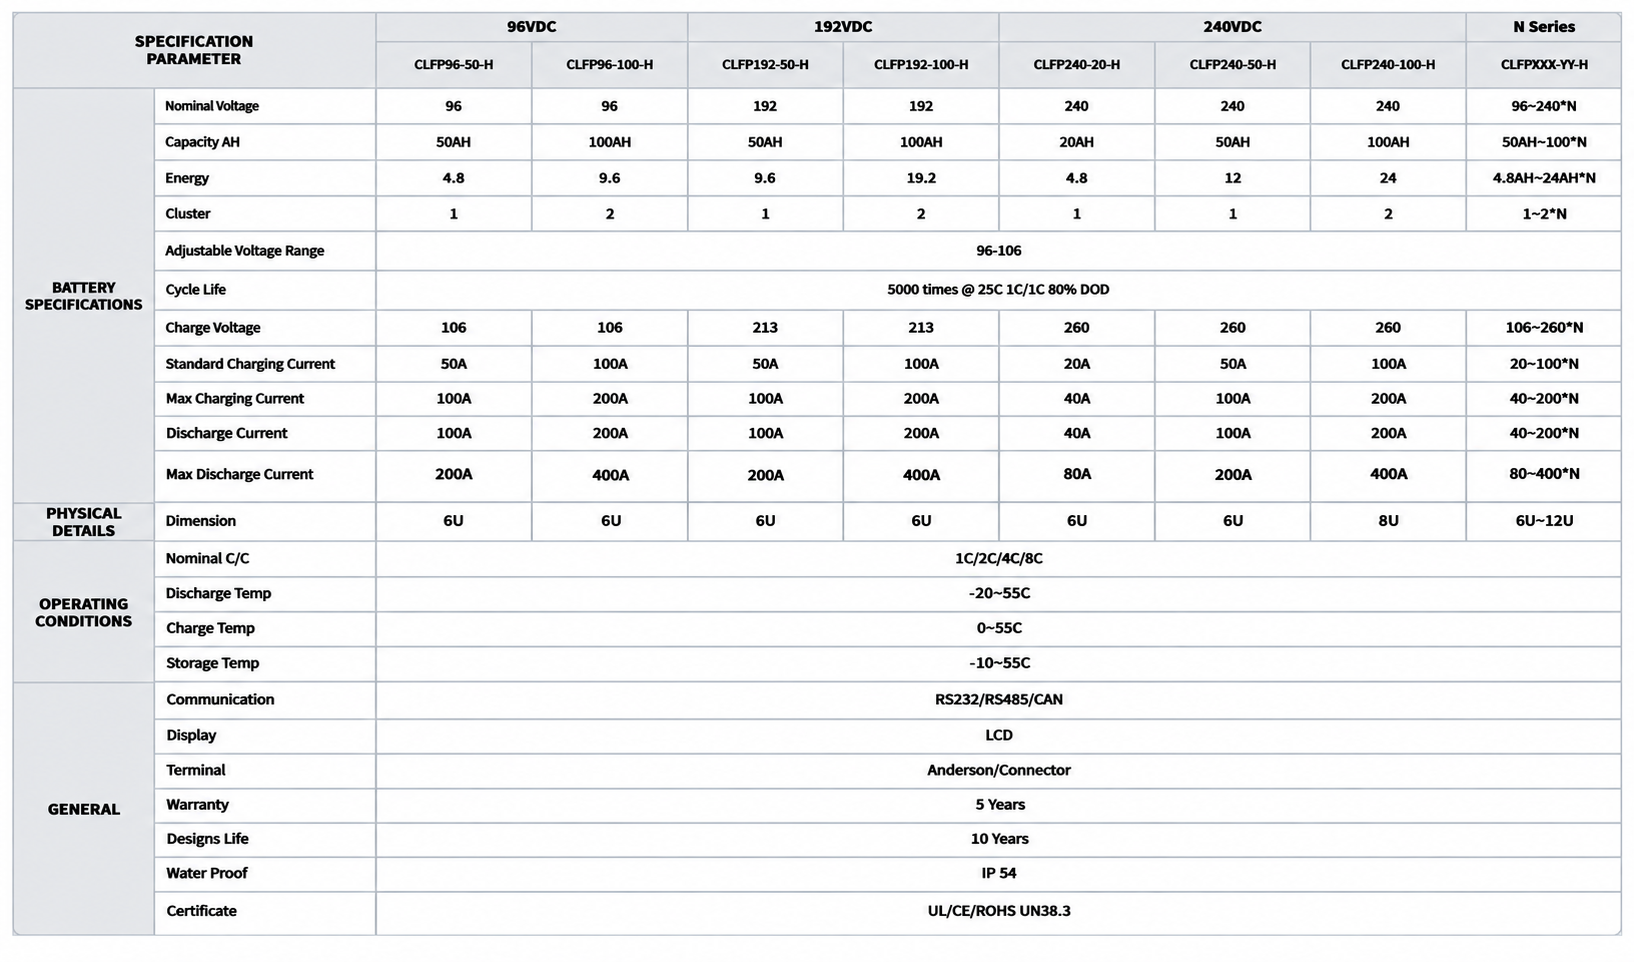 SPECIFICATION PARAMETER 96VDC 192VDC 240VDC N Series
CLFP96-50-H CLFP96-100-H CLFP192-50-H CLFP192-100-H CLFP240-20-H CLFP240-50-H CLFP240-100-H CLFPXXX-YY-H
BATTERY SPECIFICATIONS
Nominal Voltage 96 96 192 192 240 240 240 96~240*N
Capacity AH 50AH 100AH 50AH 100AH 20AH 50AH 100AH 50AH~100*N
Energy 4.8 9.6 9.6 19.2 4.8 12 24 4.8AH~24AH*N
Cluster 1 2 1 2 1 1 2 1~2*N
Adjustable Voltage Range 96-106
Cycle Life 5000 times @ 25C 1C/1C 80% DOD
Charge Voltage 106 106 213 213 260 260 260 106~260*N
Standard Charging Current 50A 100A 50A 100A 20A 50A 100A 20~100*N
Max Charging Current 100A 200A 100A 200A 40A 100A 200A 40~200*N
Discharge Current 100A 200A 100A 200A 40A 100A 200A 40~200*N
Max Discharge Current 200A 400A 200A 400A 80A 200A 400A 80~400*N
PHYSICAL DETAILS
Dimension 6U 6U 6U 6U 6U 6U 8U 6U~12U
OPERATING CONDITIONS
Nominal C/C 1C/2C/4C/8C
Discharge Temp -20~55C
Charge Temp 0~55C
Storage Temp -10~55C
GENERAL
Communication RS232/RS485/CAN
Display LCD
Terminal Anderson/Connector
Warranty 5 Years
Designs Life 10 Years
Water Proof IP 54
Certificate UL/CE/ROHS UN38.3